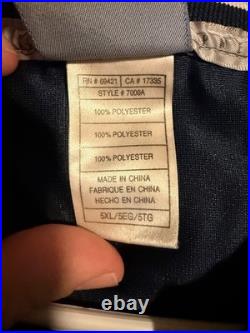 RN # 69421 CA # 17335
STYLE # 7009A
100% POLYESTER
100% POLYESTER
100% POLYESTER
MADE IN CHINA
FABRIQUE EN CHINA
HECHO EN CHINA
5XL/5EG/5TG